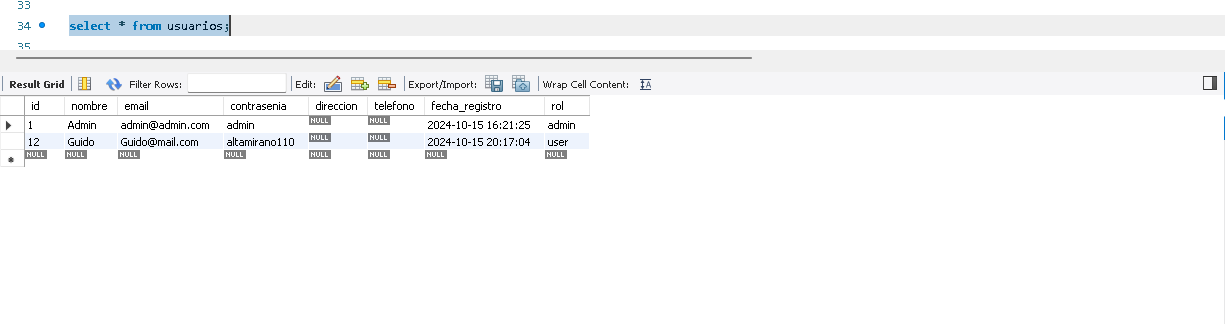 33
34 select * from usuarios;
35
Result Grid Filter Rows: Edit: Export/Import: Wrap Cell Content:
id nombre email contrasenia direccion telefono fecha_registro rol
1 Admin admin@admin.com admin NULL NULL 2024-10-15 16:21:25 admin
12 Guido Guido@mail.com altamirano110 NULL NULL 2024-10-15 20:17:04 user
NULL NULL NULL NULL NULL NULL NULL NULL